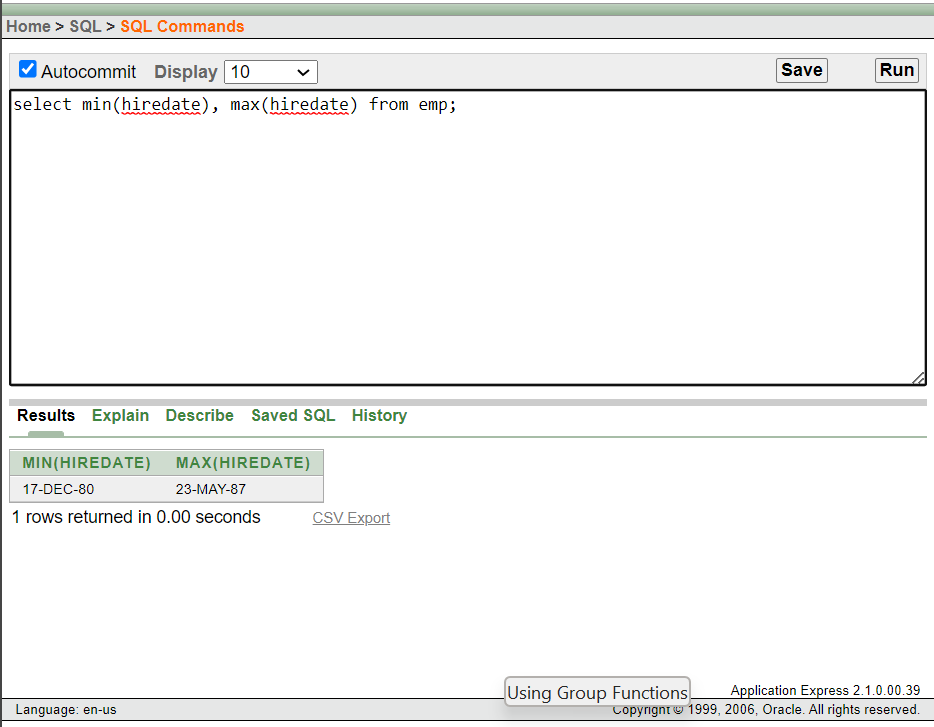 Home > SQL > SQL Commands
Autocommit Display 10 Save Run
select min(hiredate), max(hiredate) from emp;
Results Explain Describe Saved SQL History
MIN(HIREDATE) MAX(HIREDATE)
17-DEC-80 23-MAY-87
1 rows returned in 0.00 seconds CSV Export
Application Express 2.1.0.00.39
Using Group Functions
Language: en-us Copyright © 1999, 2006, Oracle. All rights reserved.